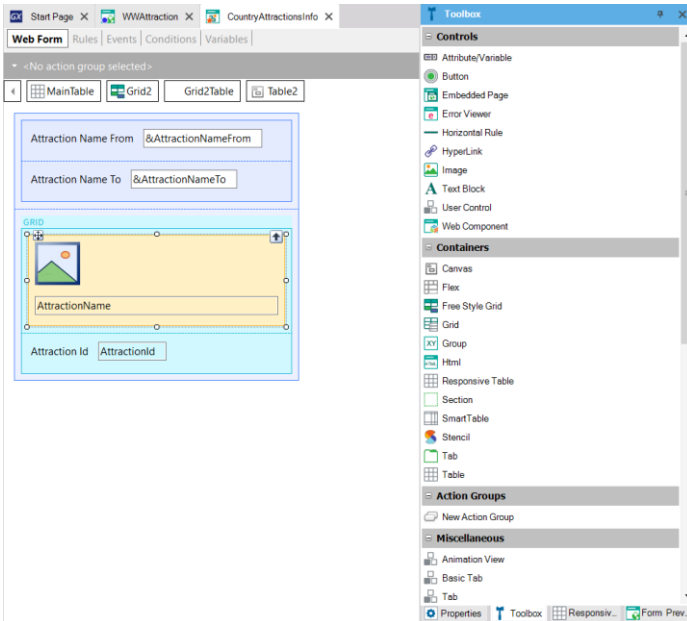 Start Page X WWAttraction X CountryAttractionsInfo X
Web Form Rules Events Conditions Variables
<No action group selected>
MainTable Grid2 Grid2Table Table2
Attraction Name From &AttractionNameFrom
Attraction Name To &AttractionNameTo
GRID
AttractionName
Attraction Id AttractionId
Toolbox
Controls
Attribute/Variable
Button
Embedded Page
Error Viewer
Horizontal Rule
HyperLink
Image
Text Block
User Control
Web Component
Containers
Canvas
Flex
Free Style Grid
Grid
Group
Html
Responsive Table
Section
SmartTable
Stencil
Tab
Table
Action Groups
New Action Group
Miscellaneous
Animation View
Basic Tab
Tab
Properties Toolbox Responsiv... Form Prev.